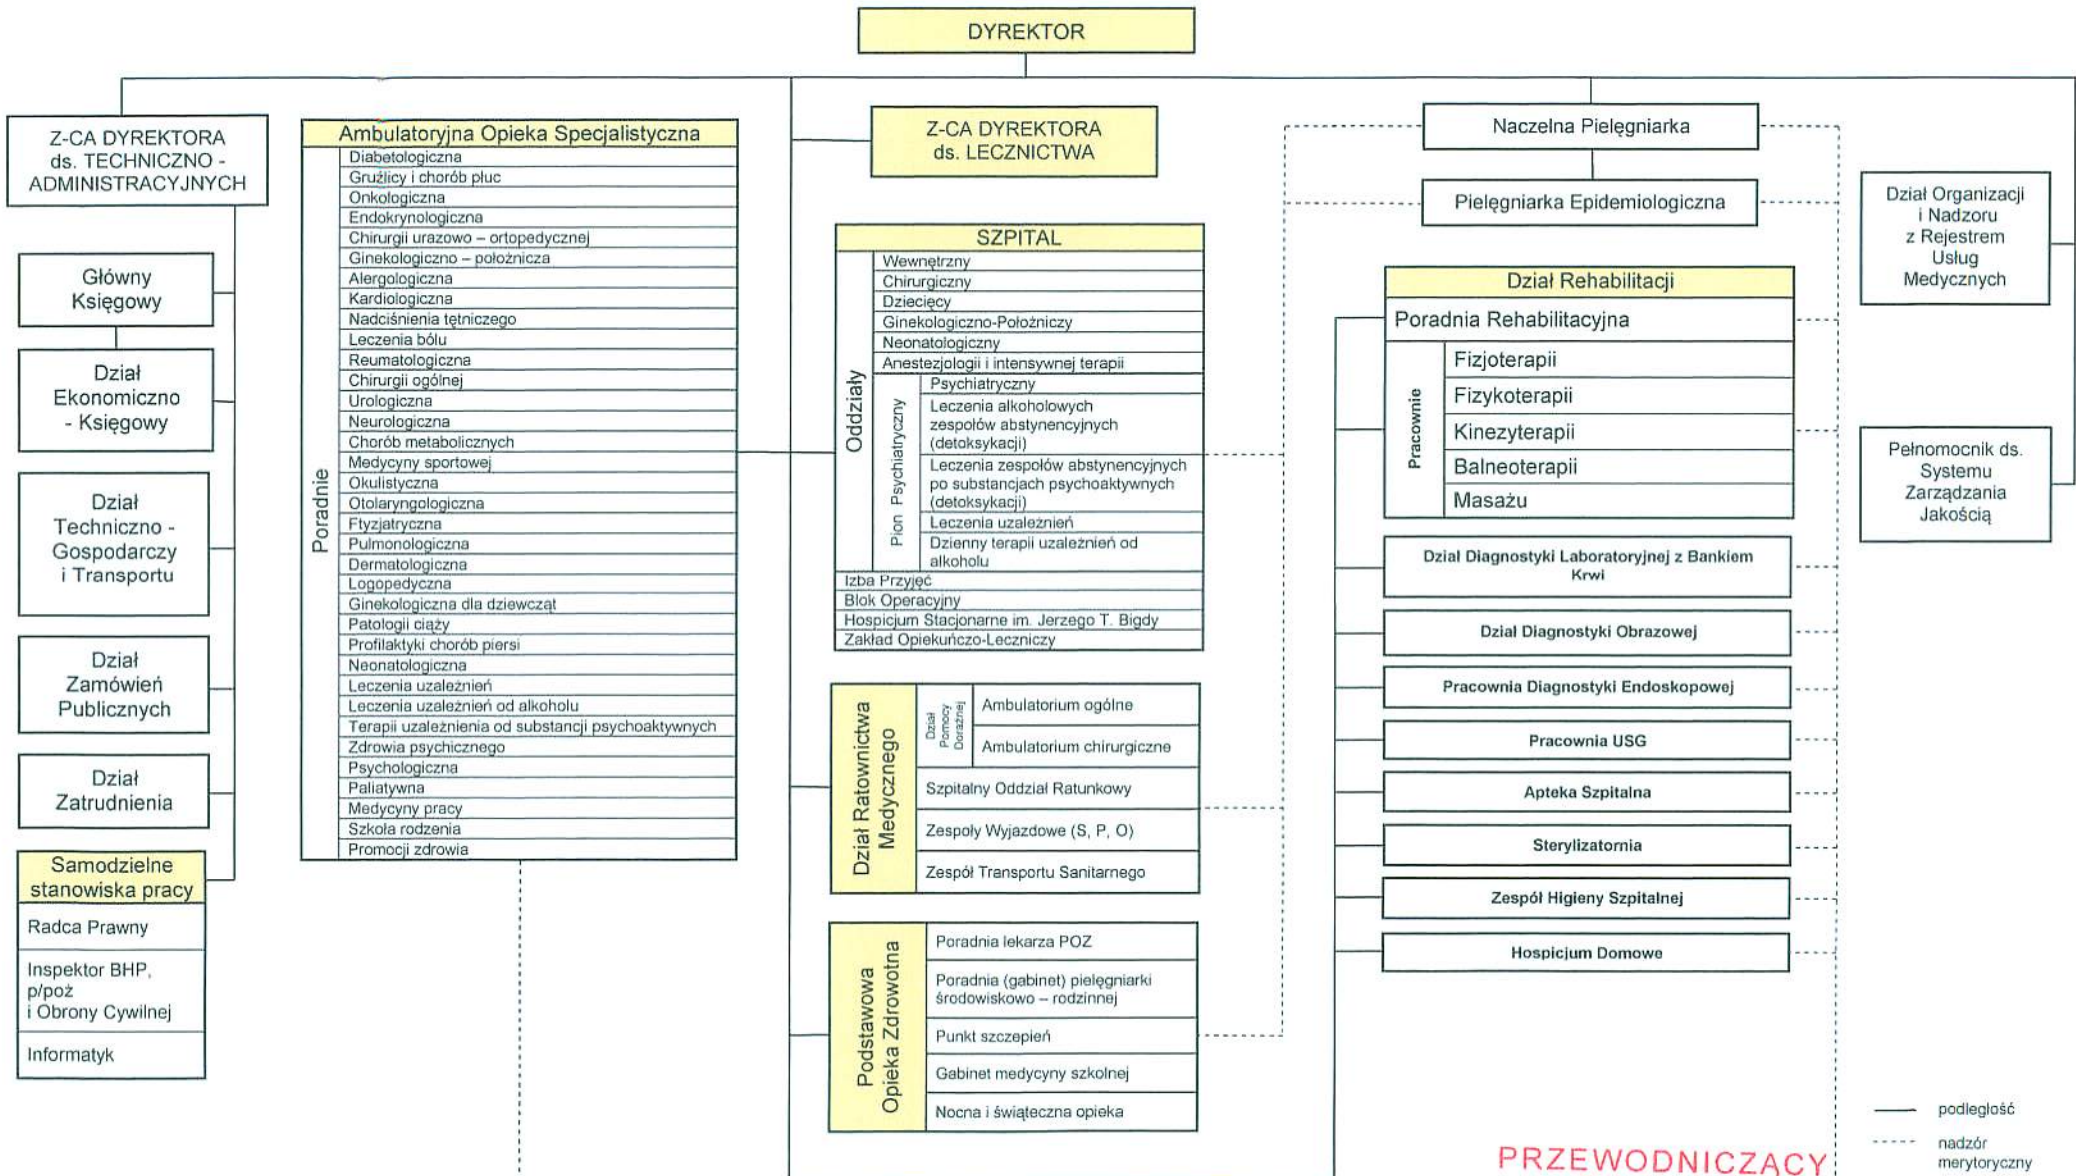 DYREKTOR
Z-CA DYREKTORA
ds. TECHNICZNO -
ADMINISTRACYJNYCH
Główny
Księgowy
Dział
Ekonomiczno
- Księgowy
Dział
Techniczno -
Gospodarczy
i Transportu
Dział
Zamówień
Publicznych
Dział
Zatrudnienia
Samodzielne
stanowiska pracy
Radca Prawny
Inspektor BHP,
p/poż
i Obrony Cywilnej
Informatyk
Ambulatoryjna Opieka Specjalistyczna
Poradnie
Diabetologiczna
Gruźlicy i chorób płuc
Onkologiczna
Endokrynologiczna
Chirurgii urazowo – ortopedycznej
Ginekologiczno – położnicza
Alergologiczna
Kardiologiczna
Nadciśnienia tętniczego
Leczenia bólu
Reumatologiczna
Chirurgii ogólnej
Urologiczna
Neurologiczna
Chorób metabolicznych
Medycyny sportowej
Okulistyczna
Otolaryngologiczna
Ftyzjatryczna
Pulmonologiczna
Dermatologiczna
Logopedyczna
Ginekologiczna dla dziewcząt
Patologii ciąży
Profilaktyki chorób piersi
Neonatologiczna
Leczenia uzależnień
Leczenia uzależnień od alkoholu
Terapii uzależnienia od substancji psychoaktywnych
Zdrowia psychicznego
Psychologiczna
Paliatywna
Medycyny pracy
Szkoła rodzenia
Promocji zdrowia
Z-CA DYREKTORA
ds. LECZNICTWA
SZPITAL
Oddziały
Wewnętrzny
Chirurgiczny
Dziecięcy
Ginekologiczno-Położniczy
Neonatologiczny
Anestezjologii i intensywnej terapii
Pion Psychiatryczny
Psychiatryczny
Leczenia alkoholowych
zespołów abstynencyjnych
(detoksykacji)
Leczenia zespołów abstynencyjnych
po substancjach psychoaktywnych
(detoksykacji)
Leczenia uzależnień
Dzienny terapii uzależnień od
alkoholu
Izba Przyjęć
Blok Operacyjny
Hospicjum Stacjonarne im. Jerzego T. Bigdy
Zakład Opiekuńczo-Leczniczy
Dział Ratownictwa
Medycznego
Dział
Pomocy
Doraźnej
Ambulatorium ogólne
Ambulatorium chirurgiczne
Szpitalny Oddział Ratunkowy
Zespoły Wyjazdowe (S, P, O)
Zespół Transportu Sanitarnego
Podstawowa
Opieka Zdrowotna
Poradnia lekarza POZ
Poradnia (gabinet) pielęgniarki
środowiskowo – rodzinnej
Punkt szczepień
Gabinet medycyny szkolnej
Nocna i świąteczna opieka
Naczelna Pielęgniarka
Pielęgniarka Epidemiologiczna
Dział Rehabilitacji
Poradnia Rehabilitacyjna
Pracownie
Fizjoterapii
Fizykoterapii
Kinezyterapii
Balneoterapii
Masażu
Dział Diagnostyki Laboratoryjnej z Bankiem
Krwi
Dział Diagnostyki Obrazowej
Pracownia Diagnostyki Endoskopowej
Pracownia USG
Apteka Szpitalna
Sterylizatornia
Zespół Higieny Szpitalnej
Hospicjum Domowe
Dział Organizacji
i Nadzoru
z Rejestrem
Usług
Medycznych
Pełnomocnik ds.
Systemu
Zarządzania
Jakością
podległość
nadzór
merytoryczny
PRZEWODNICZĄCY